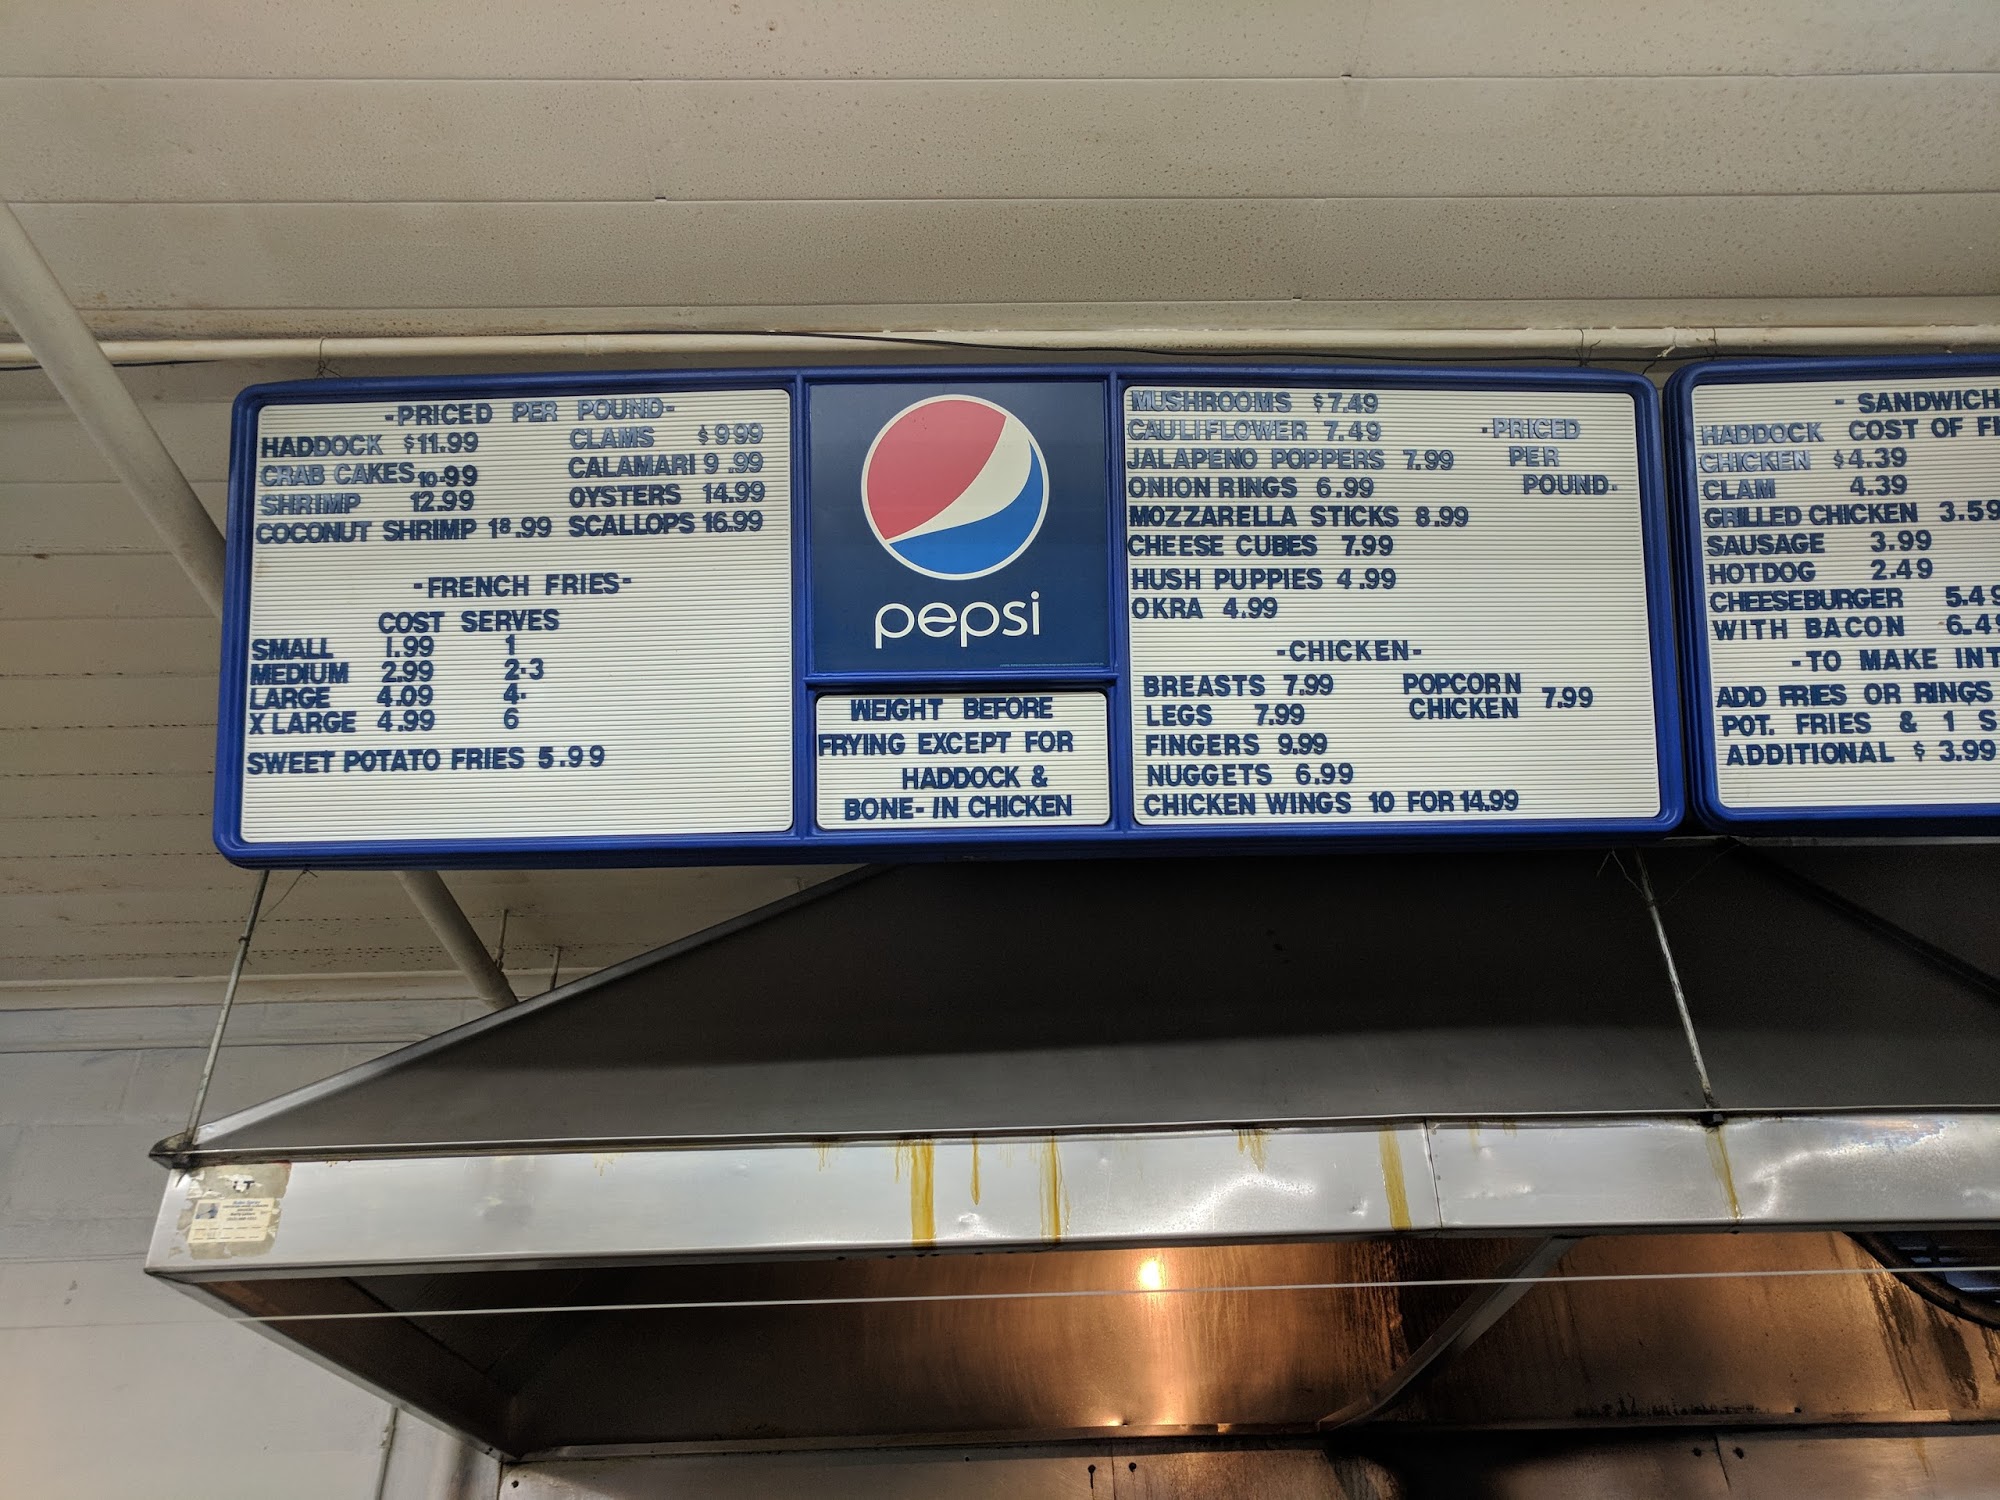 -PRICED PER POUND-
HADDOCK $11.99 CLAMS $9.99
CRAB CAKES 10.99 CALAMARI 9.99
SHRIMP 12.99 OYSTERS 14.99
COCONUT SHRIMP 18.99 SCALLOPS 16.99
-FRENCH FRIES-
COST SERVES
SMALL 1.99 1
MEDIUM 2.99 2-3
LARGE 4.09 4.
X LARGE 4.99 6
SWEET POTATO FRIES 5.99
pepsi
WEIGHT BEFORE
FRYING EXCEPT FOR
HADDOCK &
BONE-IN CHICKEN
MUSHROOMS $7.49
CAULIFLOWER 7.49 -PRICED
JALAPENO POPPERS 7.99 PER
ONION RINGS 6.99 POUND-
MOZZARELLA STICKS 8.99
CHEESE CUBES 7.99
HUSH PUPPIES 4.99
OKRA 4.99
-CHICKEN-
BREASTS 7.99 POPCORN
LEGS 7.99 CHICKEN 7.99
FINGERS 9.99
NUGGETS 6.99
CHICKEN WINGS 10 FOR 14.99
- SANDWICH
HADDOCK COST OF
CHICKEN $4.39
CLAM 4.39
GRILLED CHICKEN 3.59
SAUSAGE 3.99
HOTDOG 2.49
CHEESEBURGER 5.49
WITH BACON 6.49
-TO MAKE INT
ADD FRIES OR RINGS
POT. FRIES & 1 S
ADDITIONAL $3.99